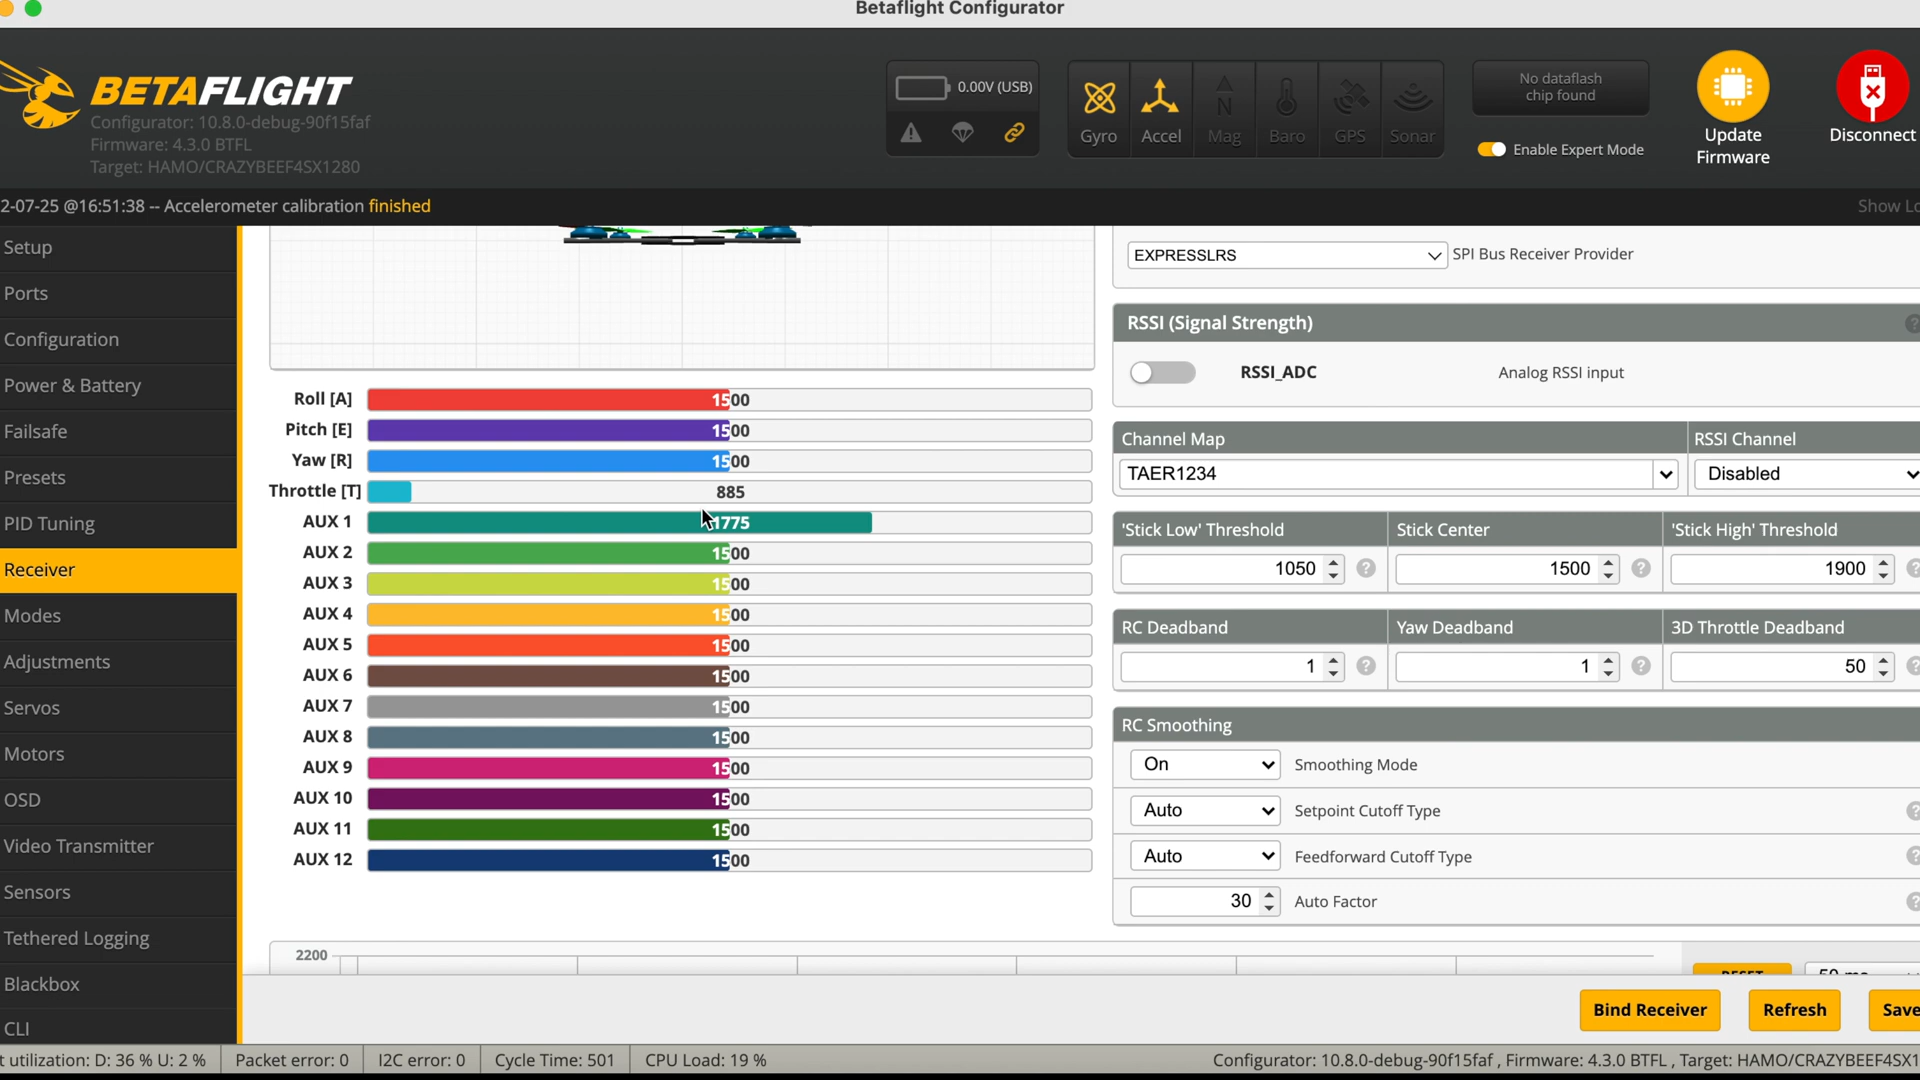 Betaflight Configurator
BETAFLIGHT
Configurator: 10.8.0-debug-90f15faf
Firmware: 4.3.0 BTFL
Target: HAMO/CRAZYBEEF4SX1280
0.00V (USB)
Gyro
Accel
N
Mag
Baro
GPS
Sonar
No dataflash
chip found
Enable Expert Mode
Update
Firmware
Disconnect
2-07-25 @16:51:38 -- Accelerometer calibration finished
Show Lo
Setup
Ports
Configuration
Power & Battery
Failsafe
Presets
PID Tuning
Receiver
Modes
Adjustments
Servos
Motors
OSD
Video Transmitter
Sensors
Tethered Logging
Blackbox
CLI
Roll [A] 1500
Pitch [E] 1500
Yaw [R] 1500
Throttle [T] 885
AUX 1 1775
AUX 2 1500
AUX 3 1500
AUX 4 1500
AUX 5 1500
AUX 6 1500
AUX 7 1500
AUX 8 1500
AUX 9 1500
AUX 10 1500
AUX 11 1500
AUX 12 1500
2200
EXPRESSLRS SPI Bus Receiver Provider
RSSI (Signal Strength)
RSSI_ADC Analog RSSI input
Channel Map RSSI Channel
TAER1234 Disabled
'Stick Low' Threshold Stick Center 'Stick High' Threshold
1050 1500 1900
RC Deadband Yaw Deadband 3D Throttle Deadband
1 1 50
RC Smoothing
On Smoothing Mode
Auto Setpoint Cutoff Type
Auto Feedforward Cutoff Type
30 Auto Factor
RESET 50 ms
Bind Receiver Refresh Save
t utilization: D: 36 % U: 2 % Packet error: 0 I2C error: 0 Cycle Time: 501 CPU Load: 19 % Configurator: 10.8.0-debug-90f15faf , Firmware: 4.3.0 BTFL , Target: HAMO/CRAZYBEEF4SX1